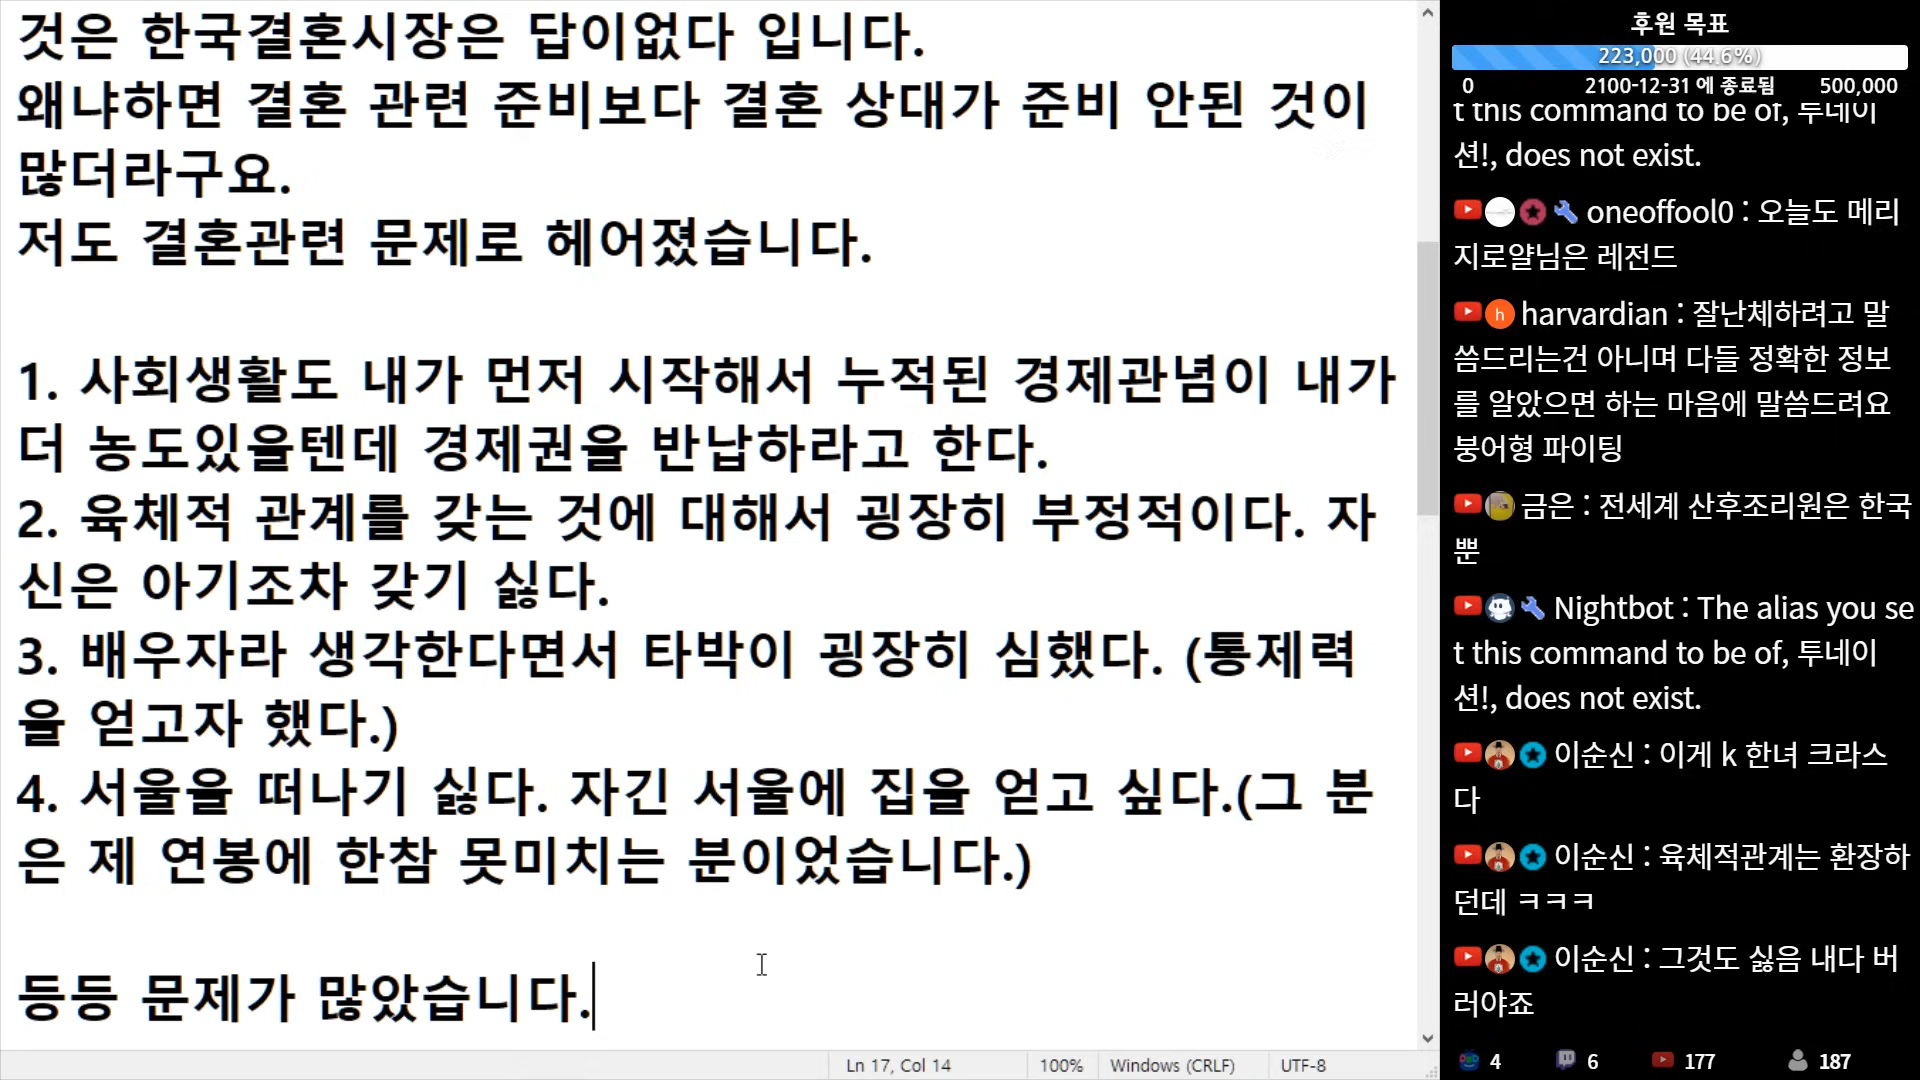 것은 한국결혼시장은 답이없다 입니다.
왜냐하면 결혼 관련 준비보다 결혼 상대가 준비 안된 것이
많더라구요.
저도 결혼관련 문제로 헤어졌습니다.
1. 사회생활도 내가 먼저 시작해서 누적된 경제관념이 내가
더 농도있을텐데 경제권을 반납하라고 한다.
2. 육체적 관계를 갖는 것에 대해서 굉장히 부정적이다. 자
신은 아기조차 갖기 싫다.
3. 배우자라 생각한다면서 타박이 굉장히 심했다. (통제력
을 얻고자 했다.)
4. 서울을 떠나기 싫다. 자긴 서울에 집을 얻고 싶다.(그 분
은 제 연봉에 한참 못미치는 분이었습니다.)
등등 문제가 많았습니다.
Ln 17, Col 14
100%
Windows (CRLF)
UTF-8
후원 목표
223,000 (44.6%)
0 2100-12-31 에 종료됨 500,000
t this command to be of, 투네이
션!, does not exist.
oneoffool0 : 오늘도 메리
지로얄님은 레전드
h harvardian : 잘난체하려고 말
씀드리는건 아니며 다들 정확한 정보
를 알았으면 하는 마음에 말씀드려요
붕어형 파이팅
금은 : 전세계 산후조리원은 한국
뿐
Nightbot : The alias you se
t this command to be of, 투네이
션!, does not exist.
이순신 : 이게 k 한녀 크라스
다
이순신 : 육체적관계는 환장하
던데 ㅋㅋㅋ
이순신 : 그것도 싫음 내다 버
러야죠
4 6 177 187